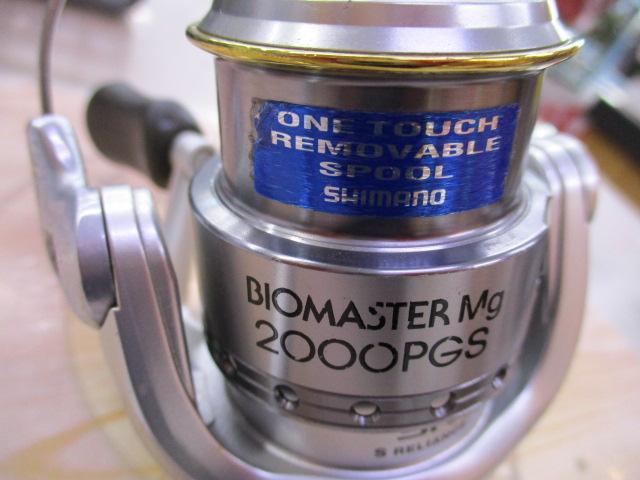 ONE TOUCH
REMOVABLE
SPOOL
SHIMANO
BIOMASTER Mg
2000PGS